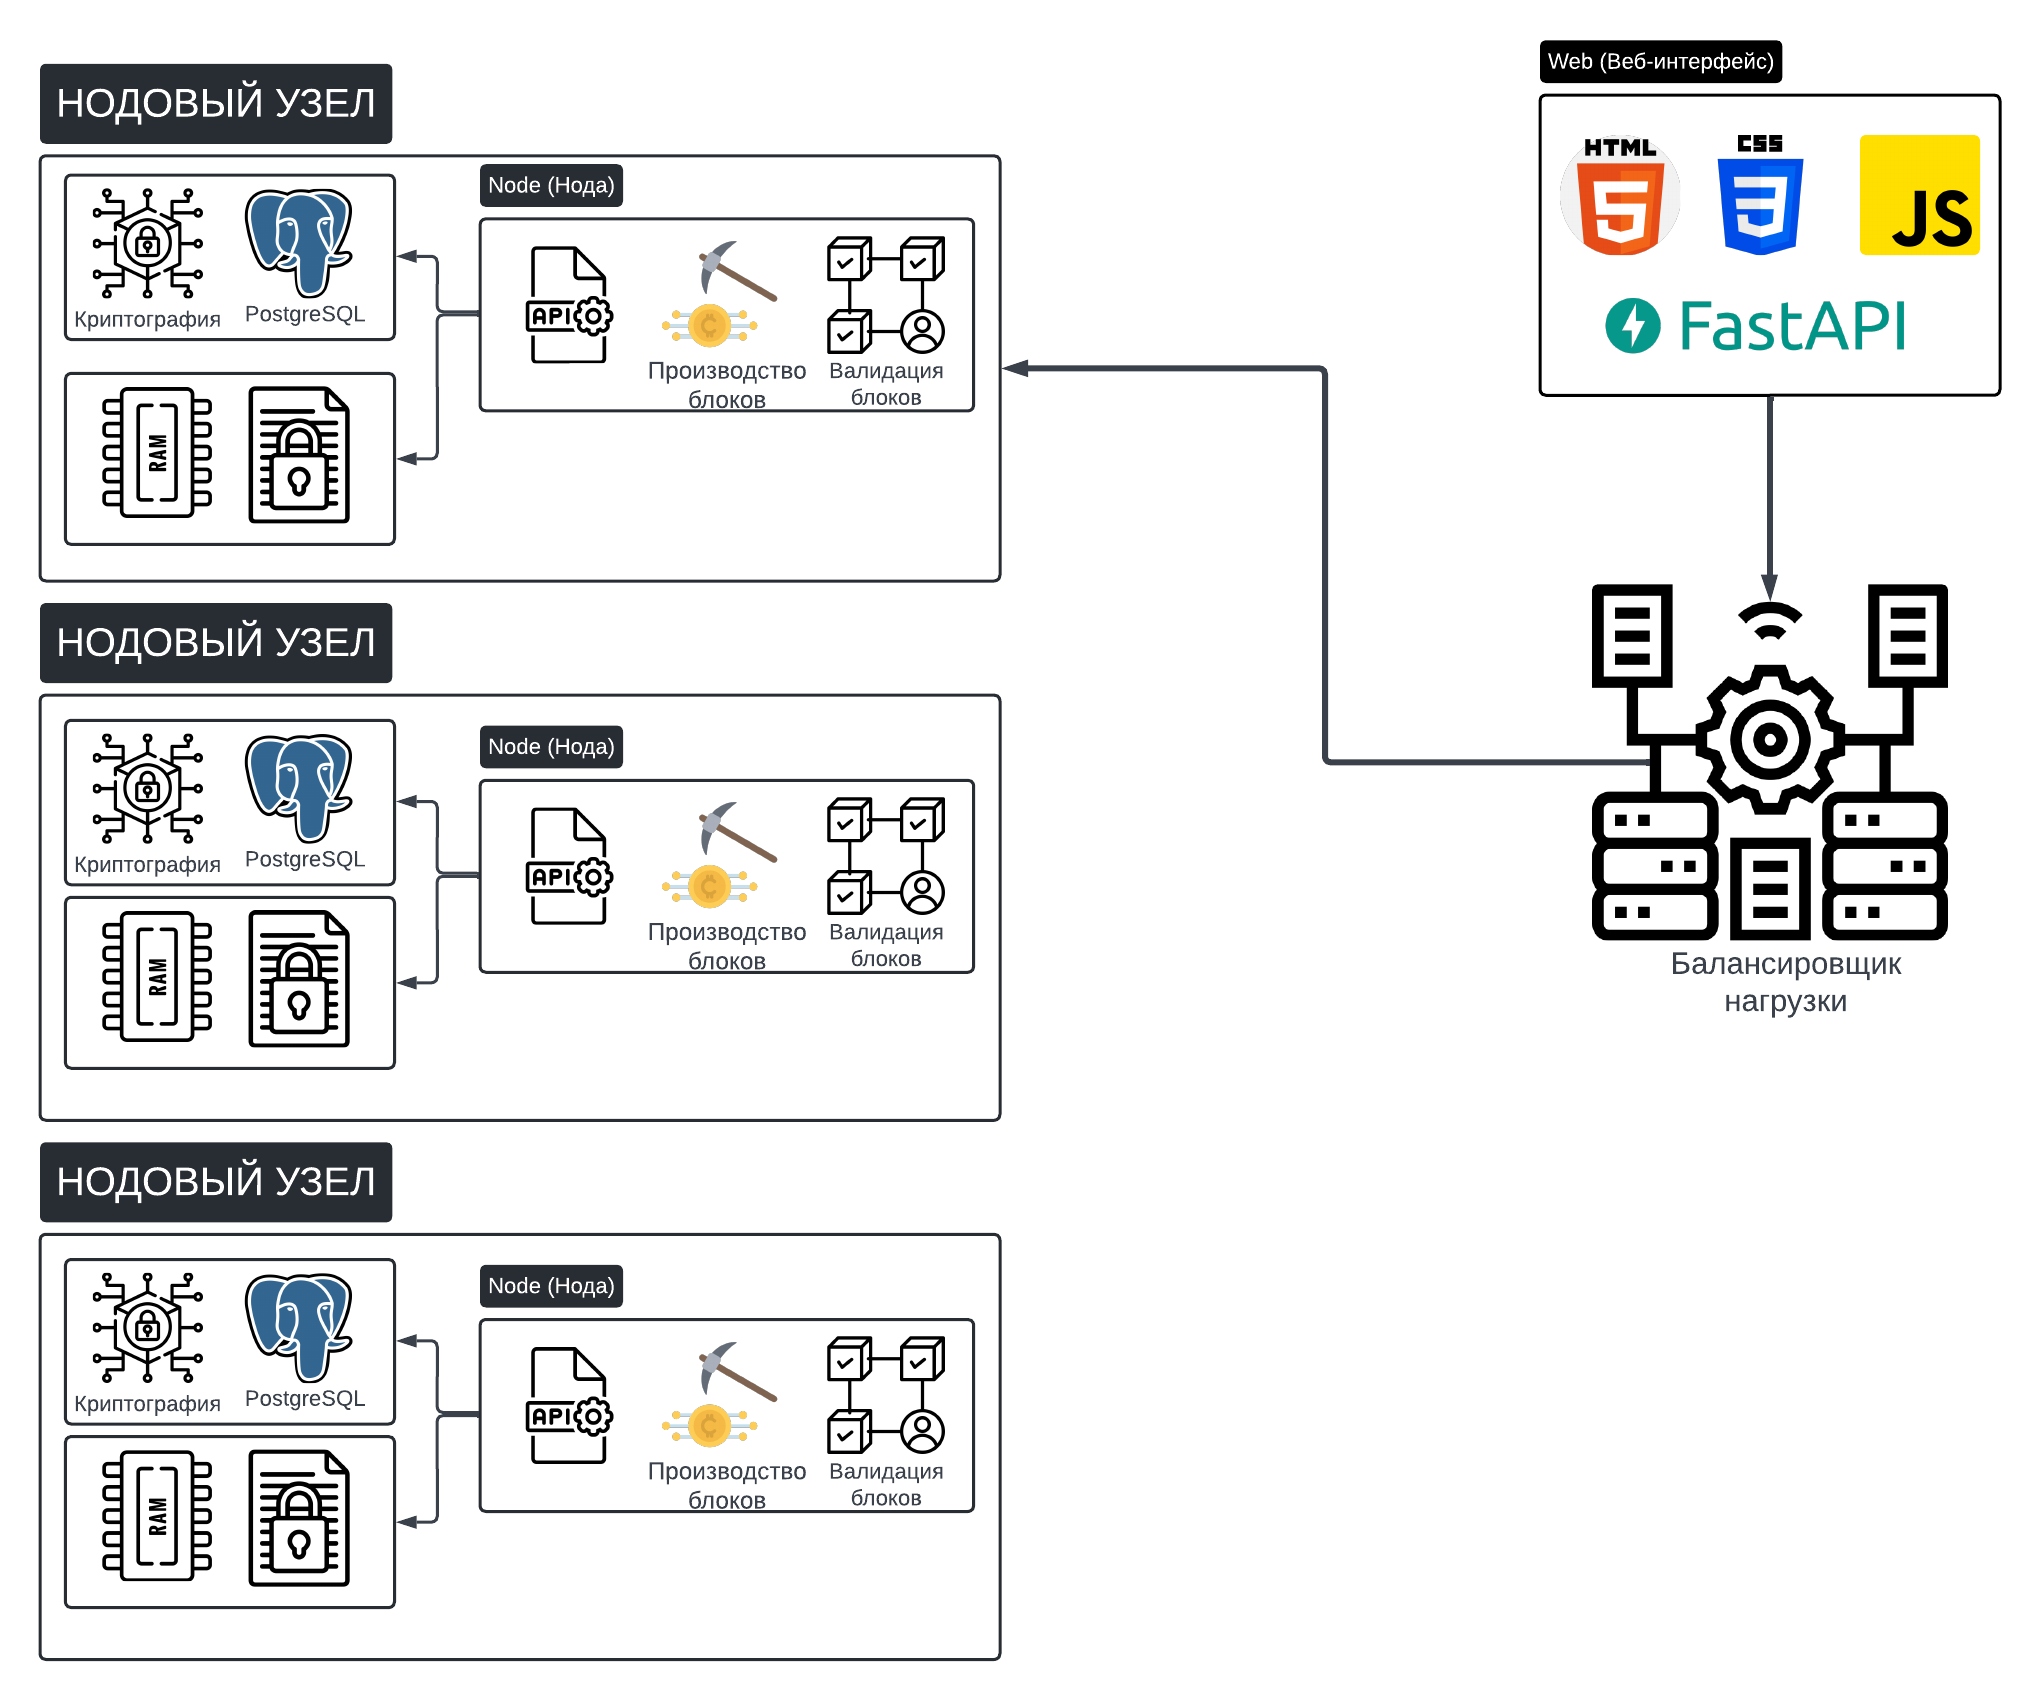 Web (Веб-интерфейс)
HTML
5
CSS
3
JS
FastAPI
Балансировщик
нагрузки
НОДОВЫЙ УЗЕЛ
Криптография
PostgreSQL
RAM
Node (Нода)
API
Производство
блоков
Валидация
блоков
НОДОВЫЙ УЗЕЛ
Криптография
PostgreSQL
RAM
Node (Нода)
API
Производство
блоков
Валидация
блоков
НОДОВЫЙ УЗЕЛ
Криптография
PostgreSQL
RAM
Node (Нода)
API
Производство
блоков
Валидация
блоков